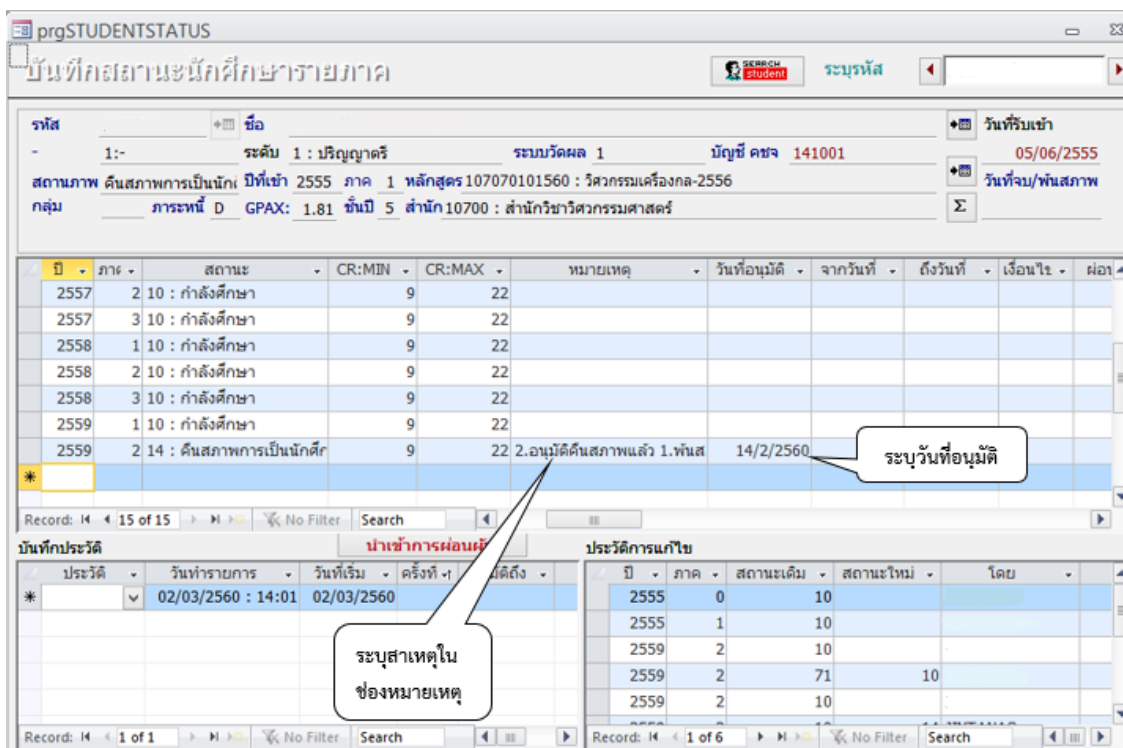 prgSTUDENTSTATUS
บันทึกสถานะนักศึกษารายภาค SEARCH student ระบุรหัส
รหัส ชื่อ วันที่รับเข้า
- 1:- ระดับ 1 : ปริญญาตรี ระบบวัดผล 1 บัญชี คชจ 141001 05/06/2555
สถานภาพ คืนสภาพการเป็นนัก ปีที่เข้า 2555 ภาค 1 หลักสูตร 107070101560 : วิศวกรรมเครื่องกล-2556 วันที่จบ/พ้นสภาพ
กลุ่ม ภาระหนี้ D GPAX: 1.81 ชั้นปี 5 สำนัก 10700 : สำนักวิชาวิศวกรรมศาสตร์ Σ
ปี ภาค สถานะ CR:MIN CR:MAX หมายเหตุ วันที่อนุมัติ จากวันที่ ถึงวันที่ เงื่อนไข ผ่อน
2557 2 10 : กำลังศึกษา 9 22
2557 3 10 : กำลังศึกษา 9 22
2558 1 10 : กำลังศึกษา 9 22
2558 2 10 : กำลังศึกษา 9 22
2558 3 10 : กำลังศึกษา 9 22
2559 1 10 : กำลังศึกษา 9 22
2559 2 14 : คืนสภาพการเป็นนักศึก 9 22 2.อนุมัติคืนสภาพแล้ว 1.พ้นส 14/2/2560
ระบุวันที่อนุมัติ
Record: 15 of 15 No Filter Search
บันทึกประวัติ นำเข้าการผ่อนผั ประวัติการแก้ไข
ประวัติ วันทำรายการ วันที่เริ่ม ครั้งที่ มัติถึง ปี ภาค สถานะเดิม สถานะใหม่ โดย
02/03/2560 : 14:01 02/03/2560 2555 0 10
2555 1 10
2559 2 10
2559 2 71 10
2559 2 10
ระบุสาเหตุใน
ช่องหมายเหตุ
Record: 1 of 1 No Filter Search Record: 1 of 6 No Filter Search